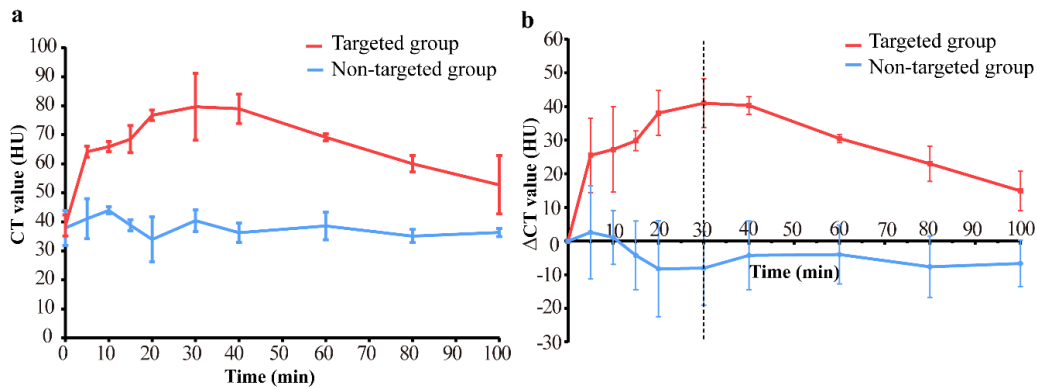 a
100
90
80
70
60
50
40
30
20
10
0
CT value (HU)
0 10 20 30 40 50 60 70 80 90 100
Time (min)
Targeted group
Non-targeted group
b
60
50
40
30
20
10
0
-10
-20
-30
ΔCT value (HU)
10 20 30 40 50 60 70 80 90 100
Time (min)
Targeted group
Non-targeted group